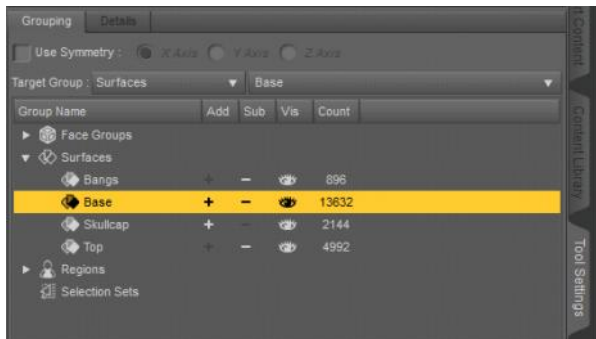 Grouping Details
Use Symmetry : X Axis Y Axis Z Axis
Target Group : Surfaces Base
Group Name Add Sub Vis Count
Face Groups
Surfaces
Bangs + − 896
Base + − 13632
Skullcap + − 2144
Top + − 4992
Regions
Selection Sets
Content
Content Library
Tool Settings